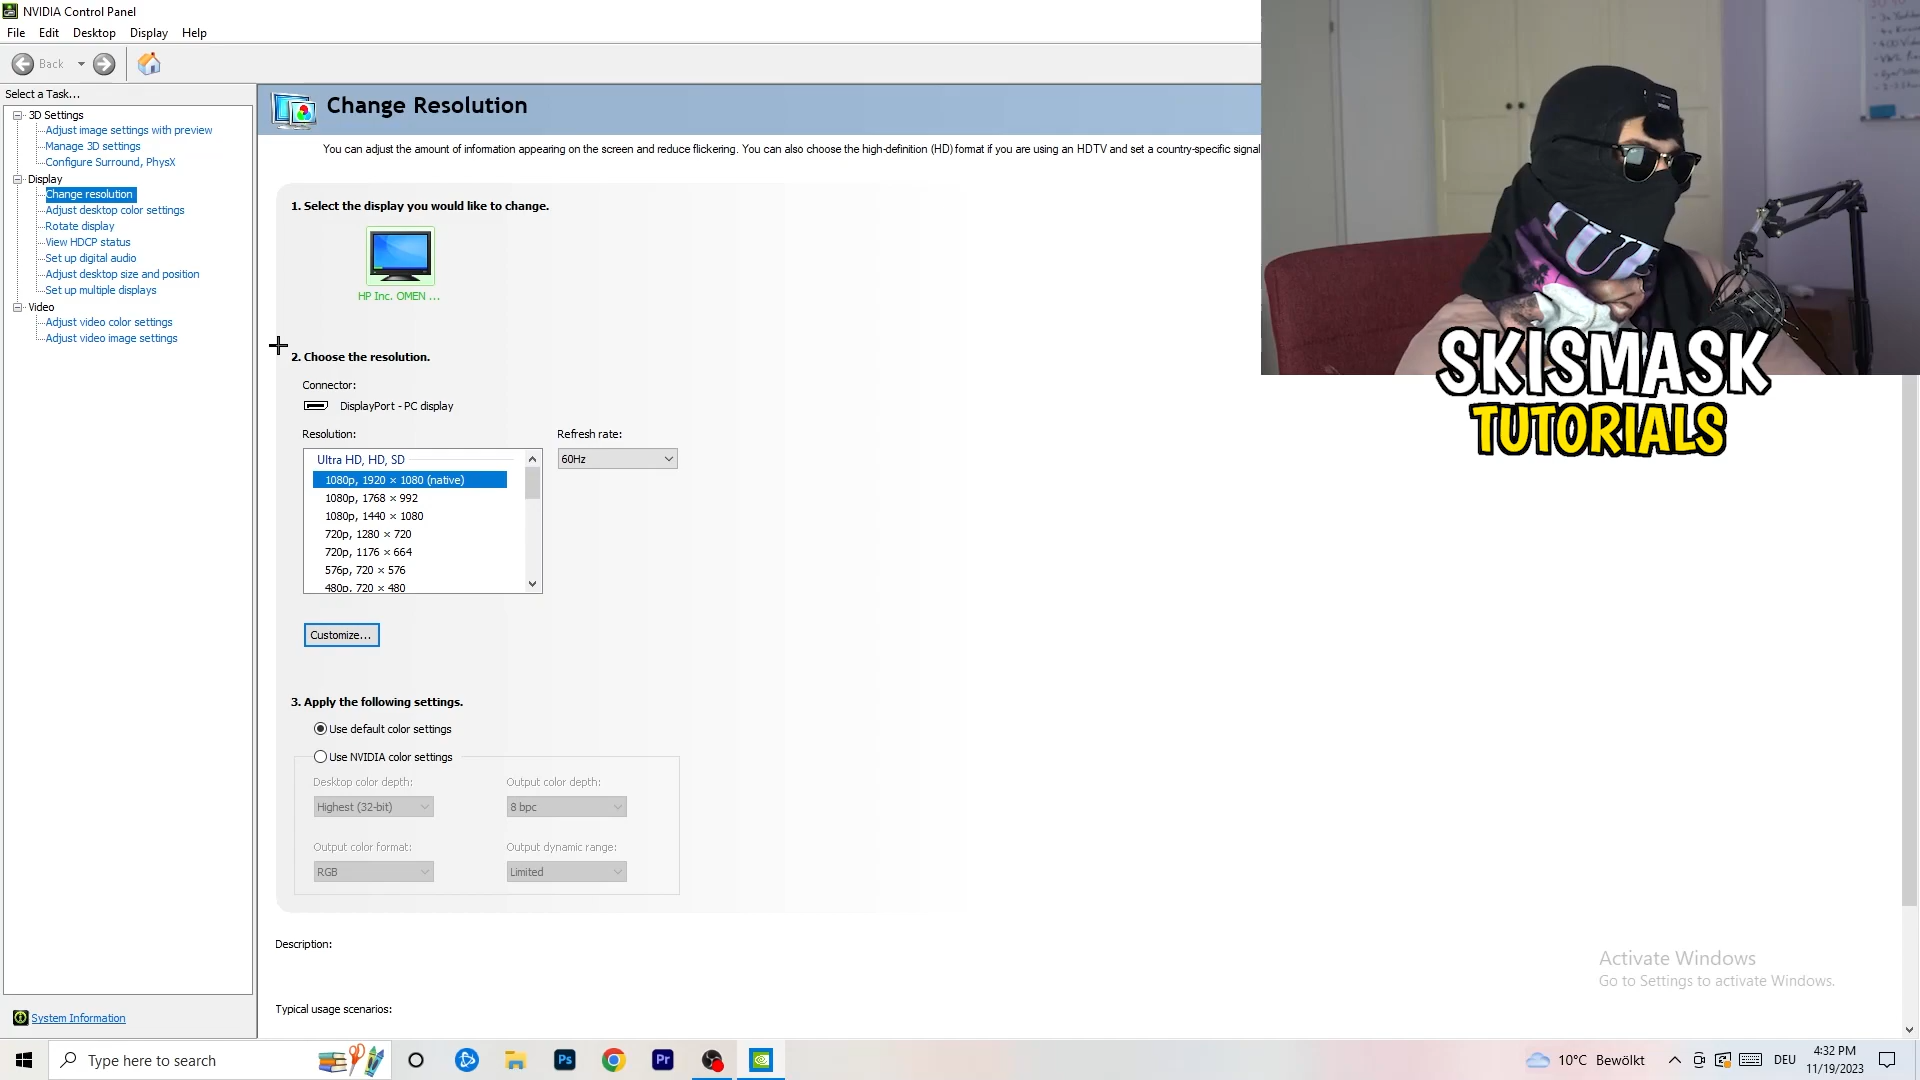 NVIDIA Control Panel
File Edit Desktop Display Help
Back
Select a Task...
3D Settings
Adjust image settings with preview
Manage 3D settings
Configure Surround, PhysX
Display
Change resolution
Adjust desktop color settings
Rotate display
View HDCP status
Set up digital audio
Adjust desktop size and position
Set up multiple displays
Video
Adjust video color settings
Adjust video image settings
System Information
Change Resolution
You can adjust the amount of information appearing on the screen and reduce flickering. You can also choose the high-definition (HD) format if you are using an HDTV and set a country-specific signal
1. Select the display you would like to change.
HP Inc. OMEN ...
2. Choose the resolution.
Connector:
DisplayPort - PC display
Resolution:
Refresh rate:
Ultra HD, HD, SD
60Hz
1080p, 1920 × 1080 (native)
1080p, 1768 × 992
1080p, 1440 × 1080
720p, 1280 × 720
720p, 1176 × 664
576p, 720 × 576
480p, 720 × 480
Customize...
3. Apply the following settings.
Use default color settings
Use NVIDIA color settings
Desktop color depth:
Output color depth:
Highest (32-bit)
8 bpc
Output color format:
Output dynamic range:
RGB
Limited
Description:
Typical usage scenarios:
SKISMASK
TUTORIALS
Activate Windows
Go to Settings to activate Windows.
Type here to search
Ps
Pr
10°C Bewölkt
DEU
4:32 PM
11/19/2023